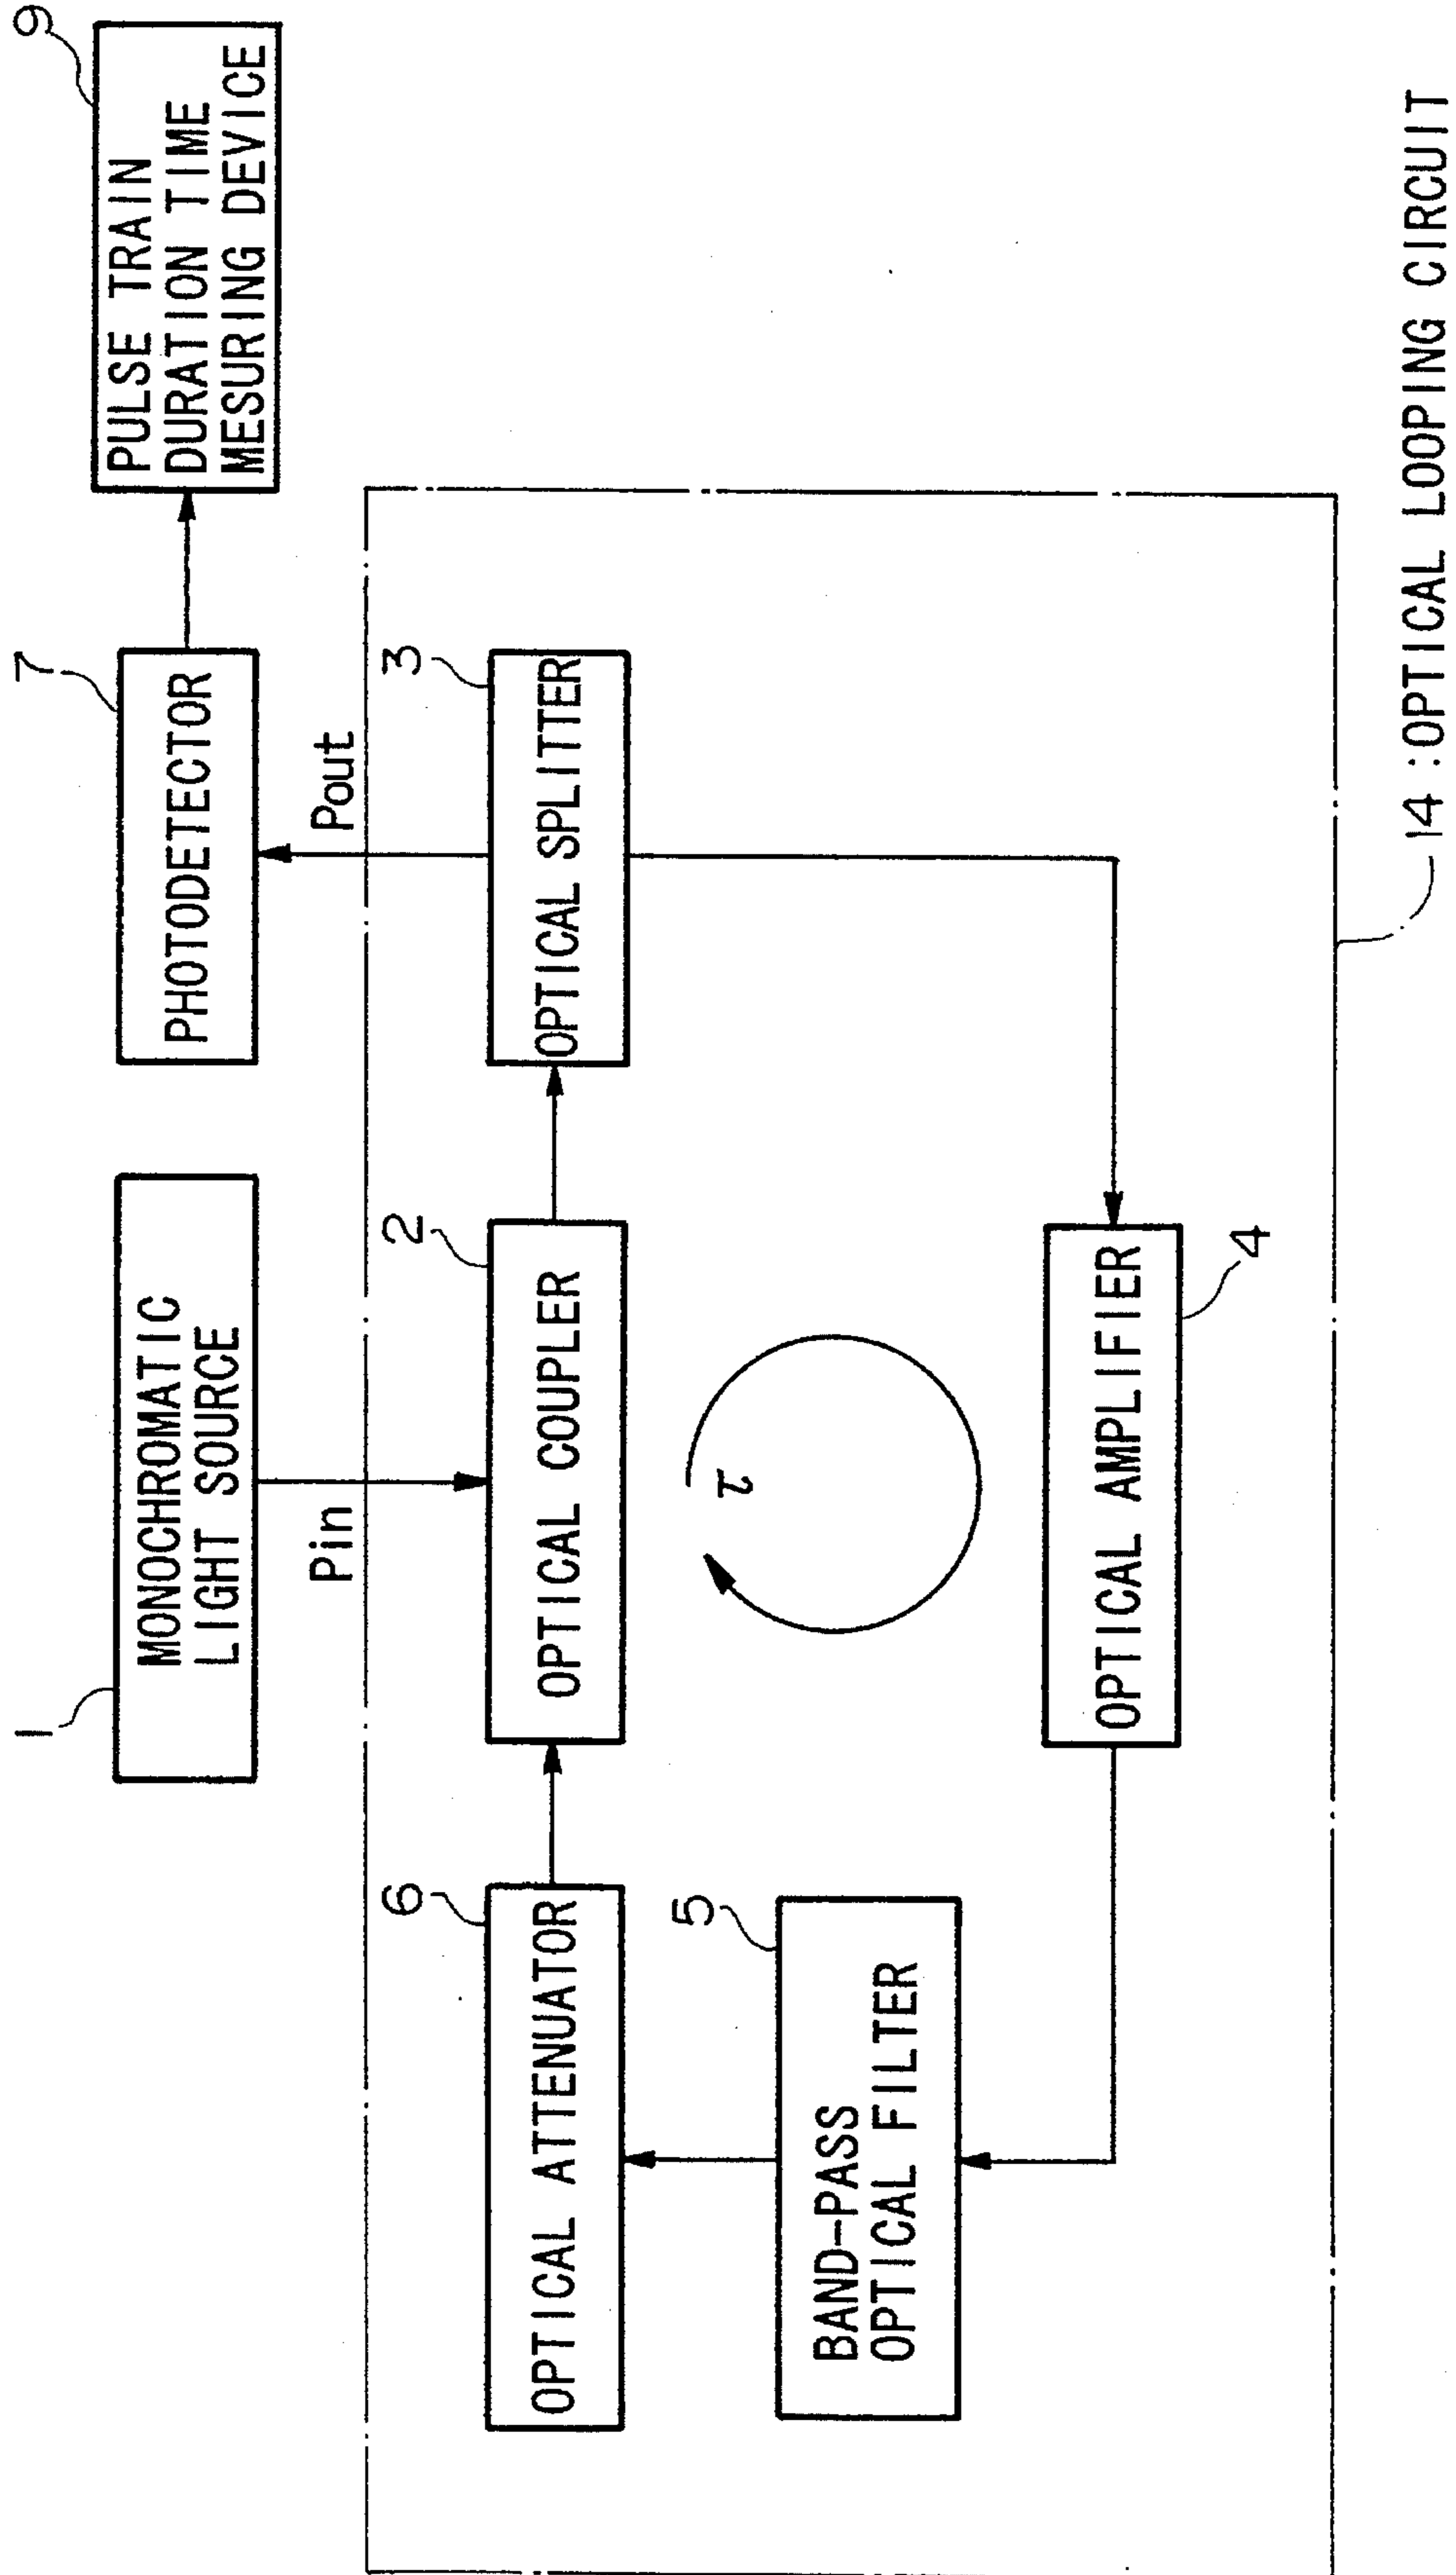 1
MONOCHROMATIC
LIGHT SOURCE
7
PHOTODETECTOR
9
PULSE TRAIN
DURATION TIME
MESURING DEVICE
Pin
Pout
6
OPTICAL ATTENUATOR
2
OPTICAL COUPLER
3
OPTICAL SPLITTER
5
BAND-PASS
OPTICAL FILTER
τ
OPTICAL AMPLIFIER
4
14 :OPTICAL LOOPING CIRCUIT